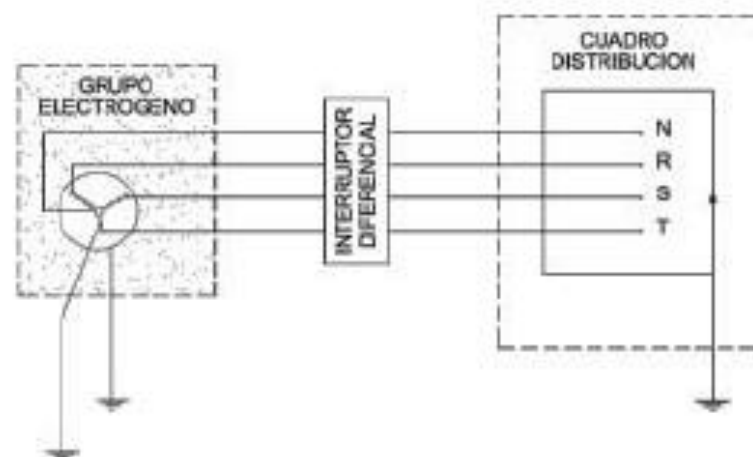 GRUPO
ELECTROGENO
INTERRUPTOR
DIFERENCIAL
CUADRO
DISTRIBUCION
N
R
S
T